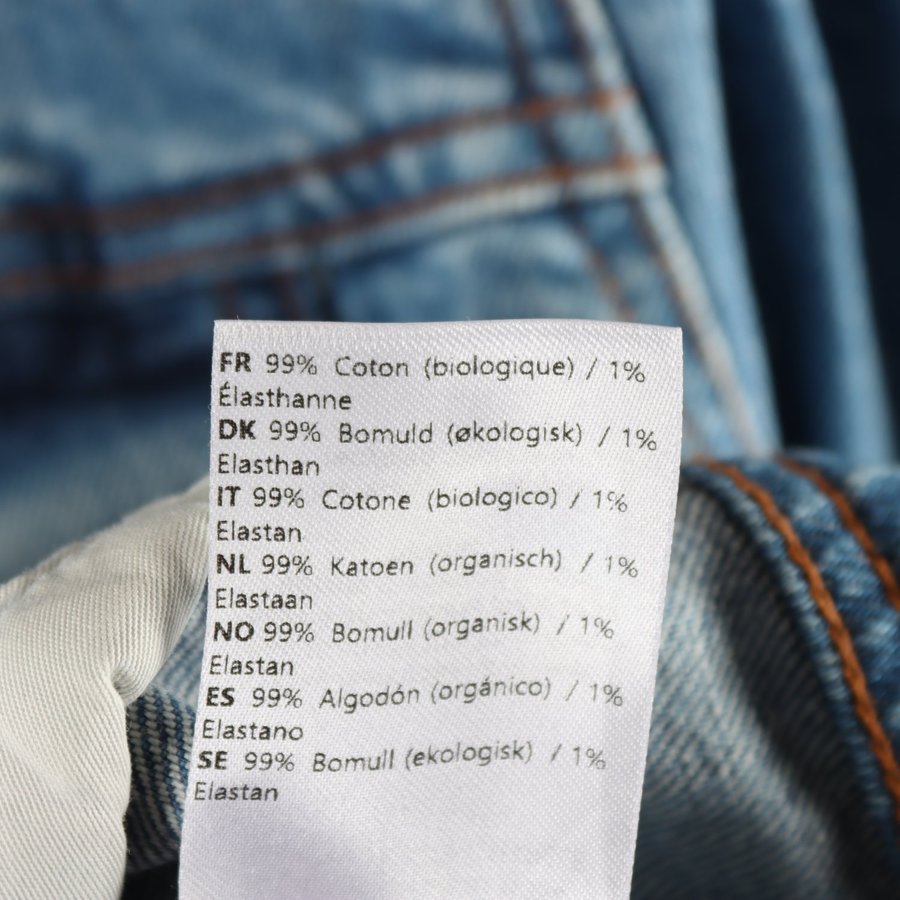 FR 99% Coton (biologique) / 1%
Élasthanne
DK 99% Bomuld (økologisk) / 1%
Elasthan
IT 99% Cotone (biologico) / 1%
Elastan
NL 99% Katoen (organisch) / 1%
Elastaan
NO 99% Bomull (organisk) / 1%
Elastan
ES 99% Algodón (orgánico) / 1%
Elastano
SE 99% Bomull (ekologisk) / 1%
Elastan